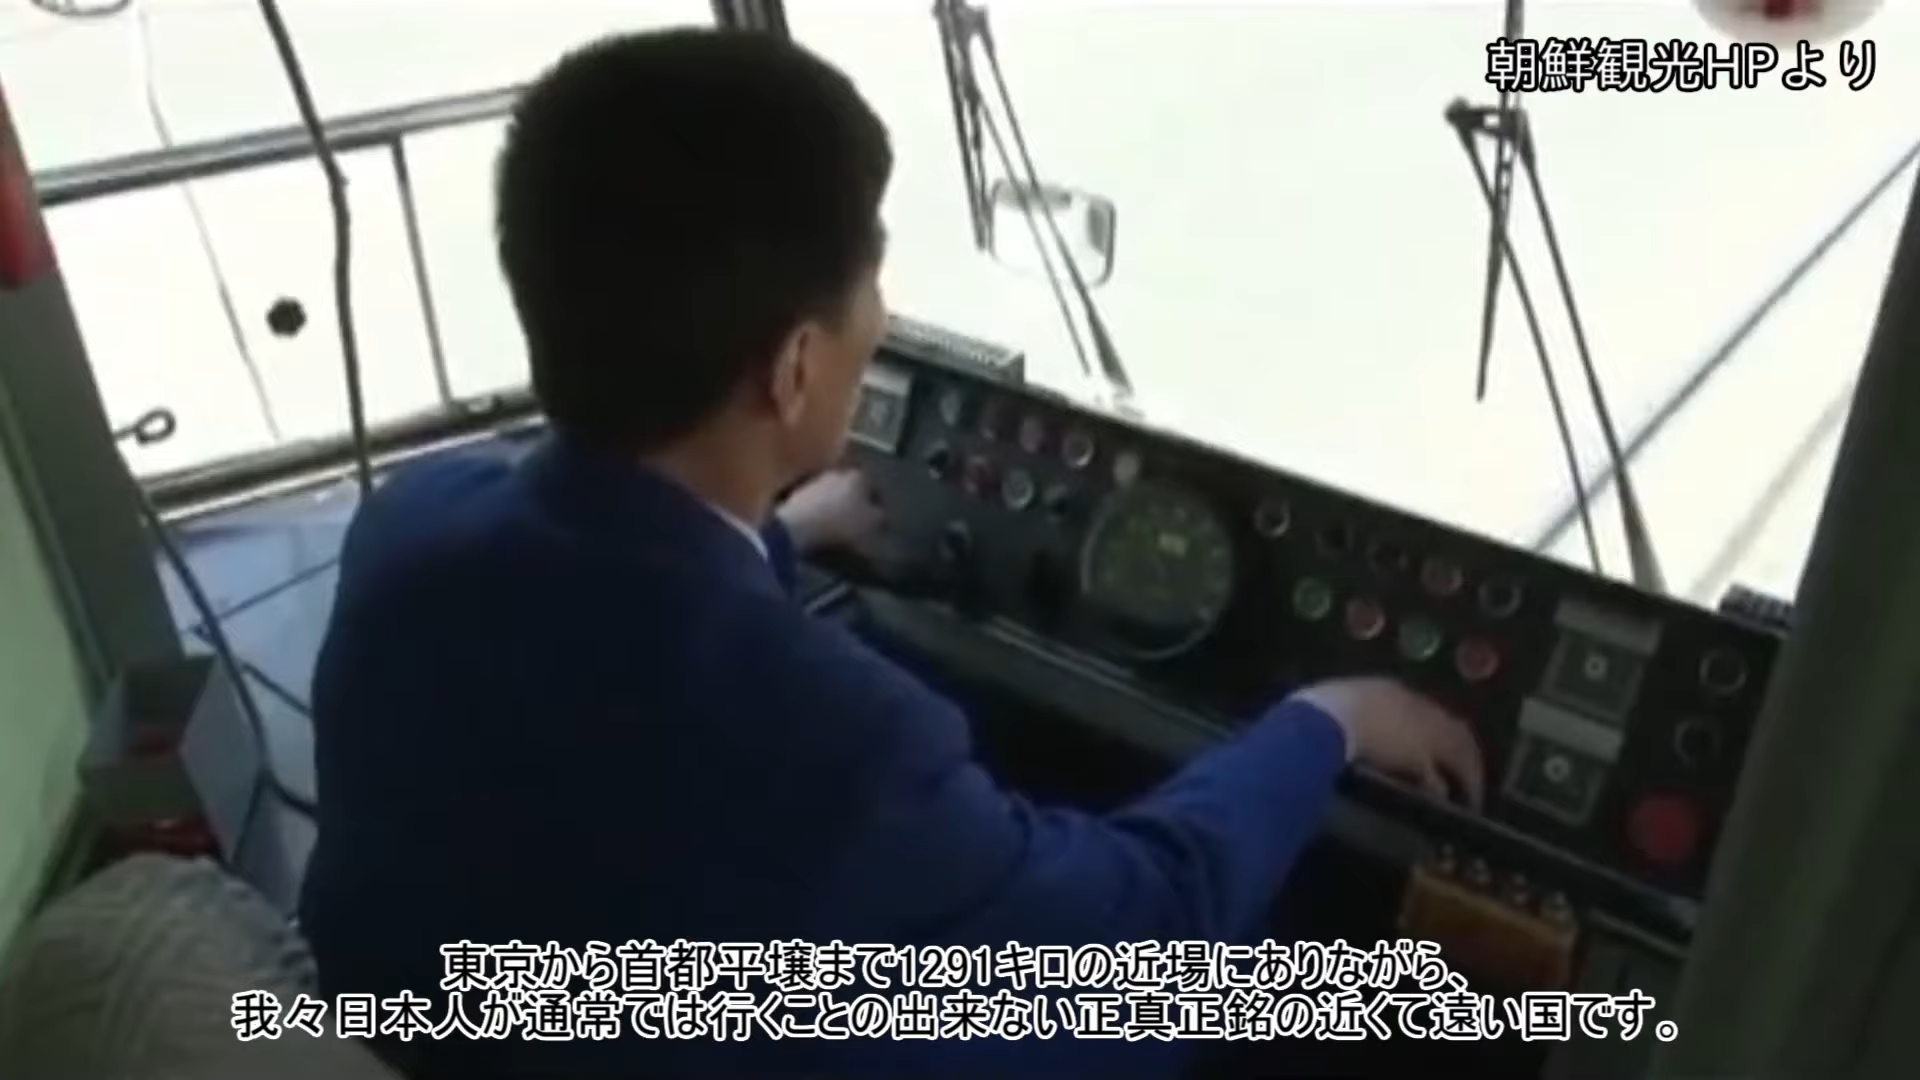 朝鮮観光HPより
東京から首都平壌まで1291キロの近場にありながら、
我々日本人が通常では行くことの出来ない正真正銘の近くて遠い国です。